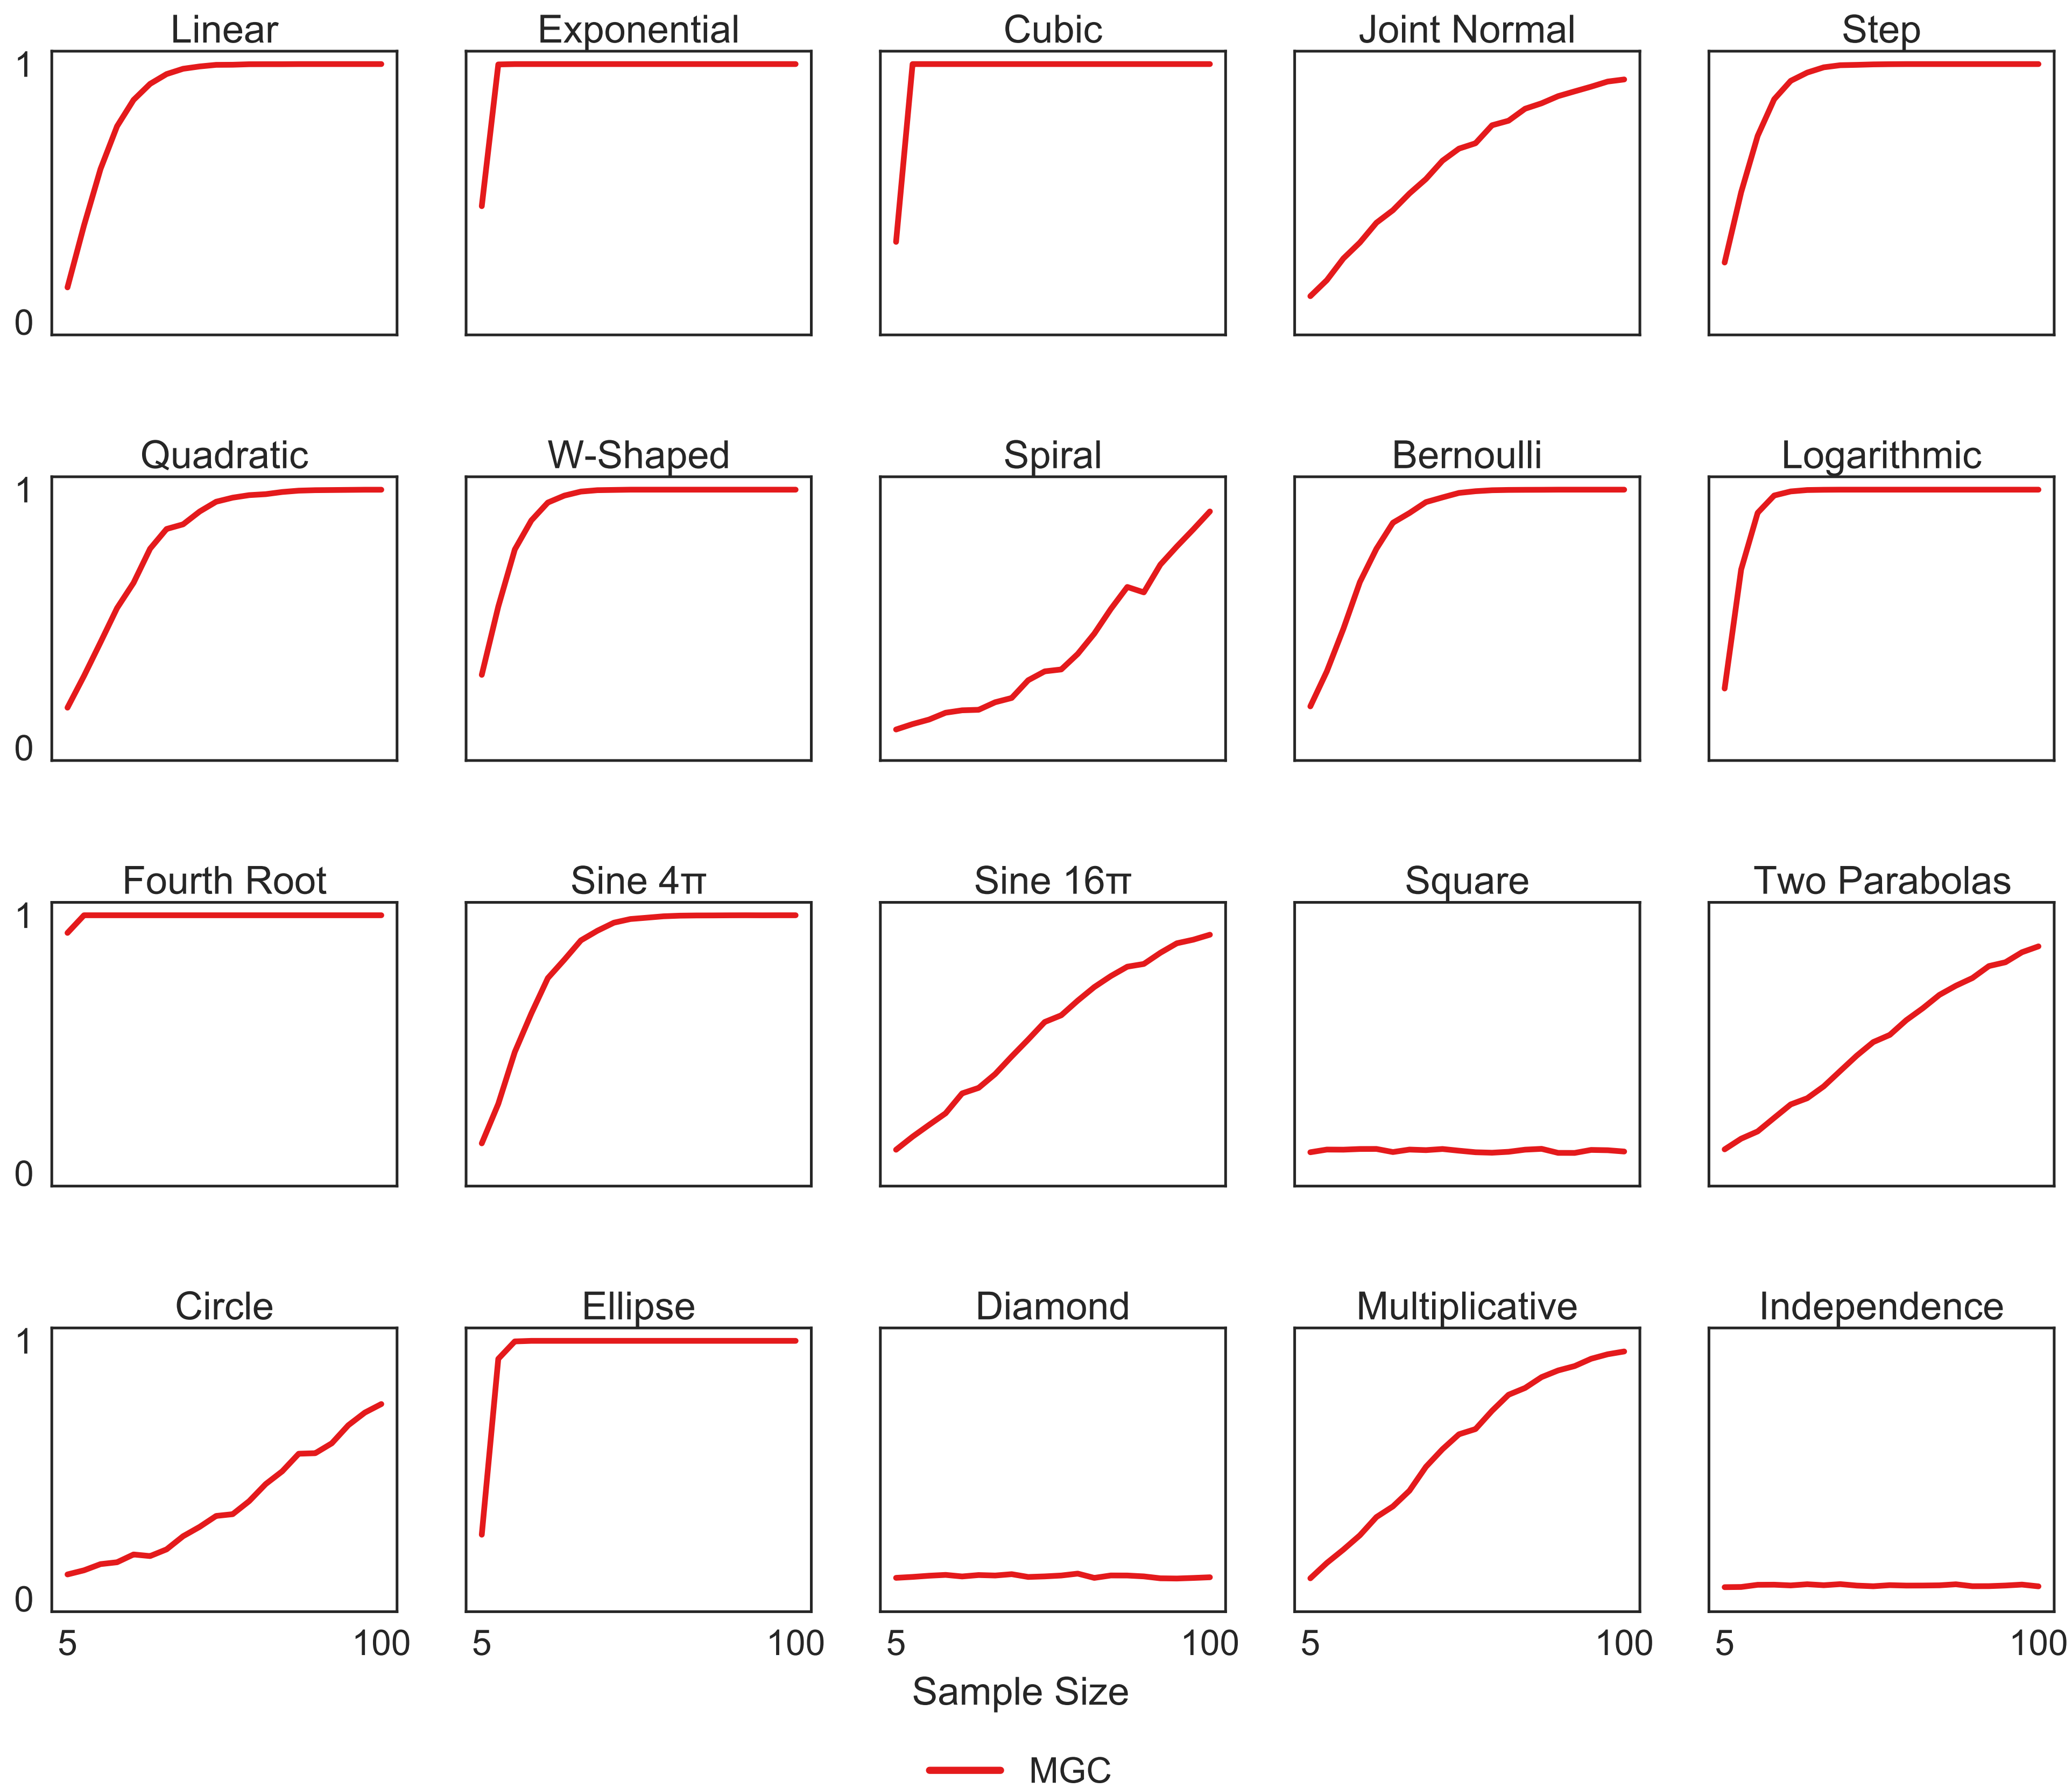 Linear Exponential Cubic Joint Normal Step
1
0
Quadratic W-Shaped Spiral Bernoulli Logarithmic
1
0
Fourth Root Sine 4π Sine 16π Square Two Parabolas
1
0
Circle Ellipse Diamond Multiplicative Independence
1
0
5 100 5 100 5 100 5 100 5 100
Sample Size
MGC